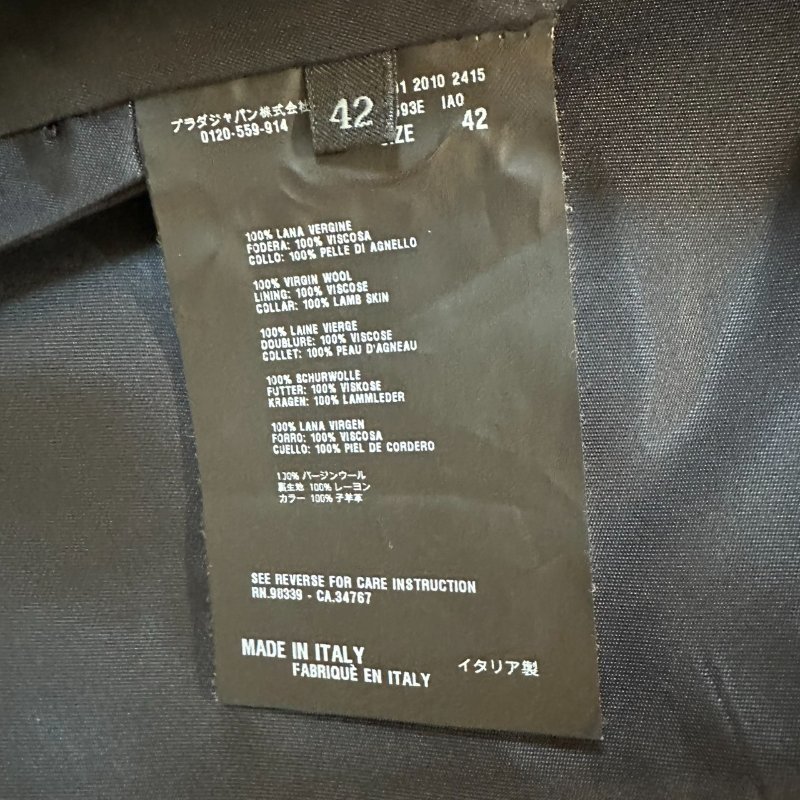 プラダジャパン株式会社
0120-559-914
42
2010 2415
IAO
42
100% LANA VERGINE
FODERA: 100% VISCOSA
COLLO: 100% PELLE DI AGNELLO
100% VIRGIN WOOL
LINING: 100% VISCOSE
COLLAR: 100% LAMB SKIN
100% LAINE VIERGE
DOUBLURE: 100% VISCOSE
COLLET: 100% PEAU D'AGNEAU
100% SCHURWOLLE
FUTTER: 100% VISKOSE
KRAGEN: 100% LAMMLEDER
100% LANA VIRGEN
FORRO: 100% VISCOSA
CUELLO: 100% PIEL DE CORDERO
100% バージンウール
裏生地 100% レーヨン
カラー 100% 子羊革
SEE REVERSE FOR CARE INSTRUCTION
RN.98339 - CA.34767
MADE IN ITALY
FABRIQUÈ EN ITALY
イタリア製